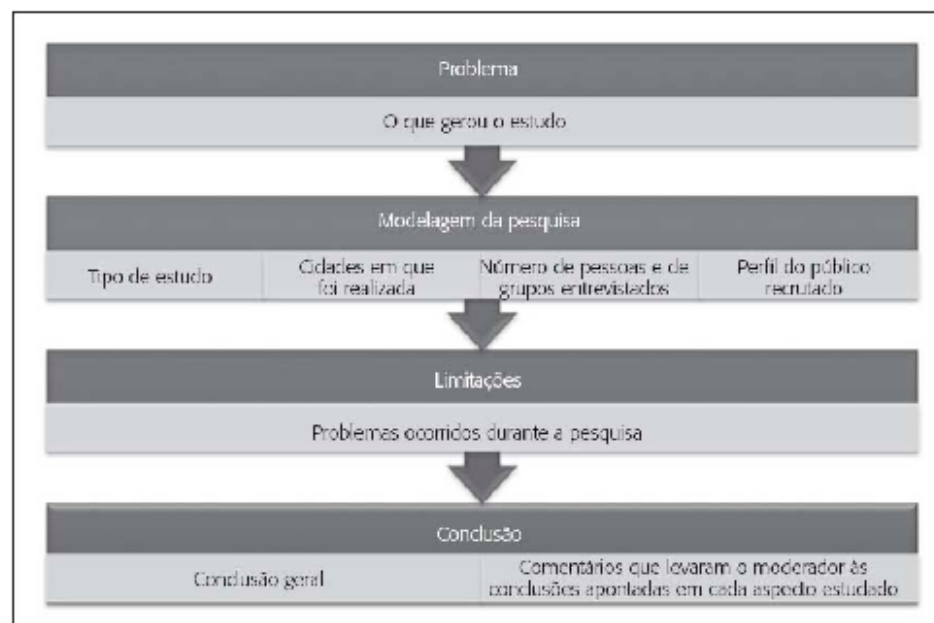 Problema
O que gerou o estudo
Modelagem da pesquisa
Tipo de estudo
Cidades em que
foi realizada
Número de pessoas e de
grupos entrevistados
Perfil do público
recrutado
Limitações
Problemas ocorridos durante a pesquisa
Conclusão
Conclusão geral
Comentários que levaram o moderador às
conclusões apontadas em cada aspecto estudado